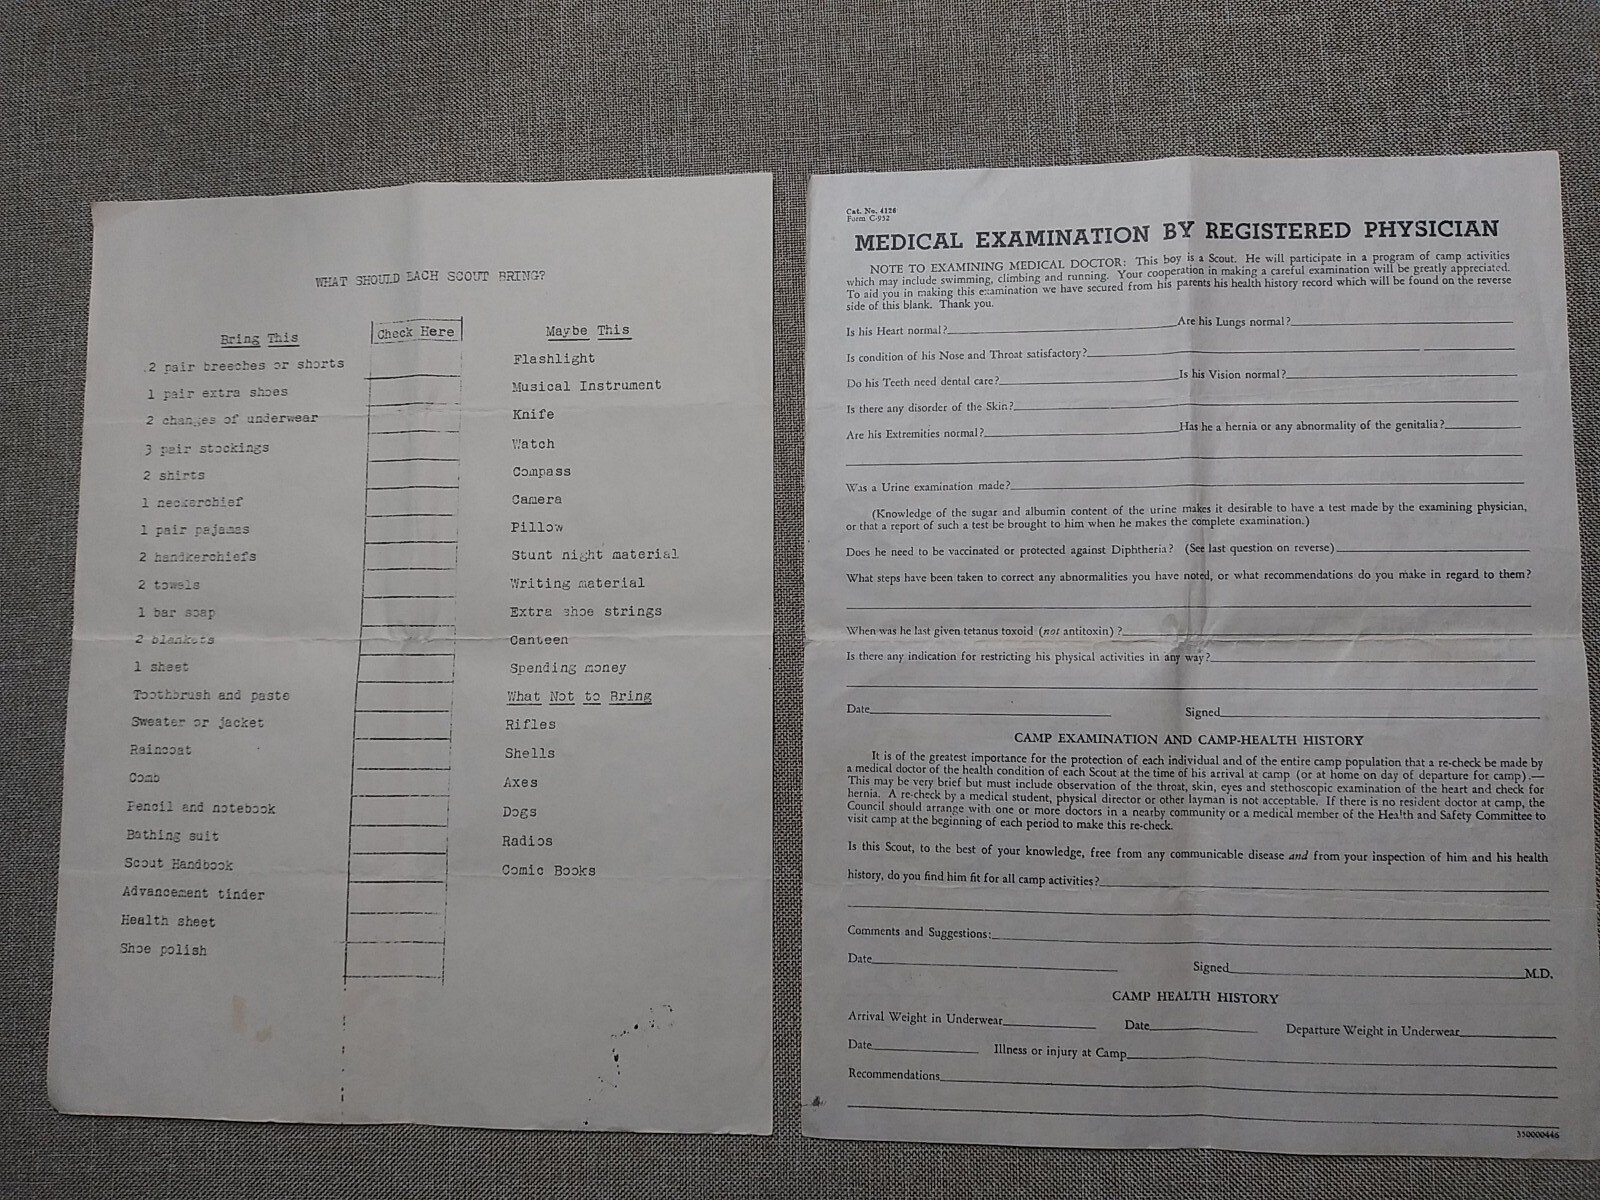 WHAT SHOULD EACH SCOUT BRING?
Bring This
Check Here
Maybe This
2 pair breeches or shorts
1 pair extra shoes
2 changes of underwear
3 pair stockings
2 shirts
1 neckerchief
1 pair pajamas
2 handkerchiefs
2 towels
1 bar soap
2 blankets
1 sheet
Toothbrush and paste
Sweater or jacket
Raincoat
Comb
Pencil and notebook
Bathing suit
Scout Handbook
Advancement tinder
Health sheet
Shoe polish
Flashlight
Musical Instrument
Knife
Watch
Compass
Camera
Pillow
Stunt night material
Writing material
Extra shoe strings
Canteen
Spending money
What Not to Bring
Rifles
Shells
Axes
Dogs
Radios
Comic Books
Cat. No. 4126
Form C-952
MEDICAL EXAMINATION BY REGISTERED PHYSICIAN
NOTE TO EXAMINING MEDICAL DOCTOR: This boy is a Scout. He will participate in a program of camp activities
which may include swimming, climbing and running. Your cooperation in making a careful examination will be greatly appreciated.
To aid you in making this examination we have secured from his parents his health history record which will be found on the reverse
side of this blank. Thank you.
Is his Heart normal? Are his Lungs normal?
Is condition of his Nose and Throat satisfactory?
Do his Teeth need dental care? Is his Vision normal?
Is there any disorder of the Skin?
Are his Extremities normal? Has he a hernia or any abnormality of the genitalia?
Was a Urine examination made?
(Knowledge of the sugar and albumin content of the urine makes it desirable to have a test made by the examining physician,
or that a report of such a test be brought to him when he makes the complete examination.)
Does he need to be vaccinated or protected against Diphtheria? (See last question on reverse)
What steps have been taken to correct any abnormalities you have noted, or what recommendations do you make in regard to them?
When was he last given tetanus toxoid (not antitoxin) ?
Is there any indication for restricting his physical activities in any way?
Date Signed
CAMP EXAMINATION AND CAMP-HEALTH HISTORY
It is of the greatest importance for the protection of each individual and of the entire camp population that a re-check be made by
a medical doctor of the health condition of each Scout at the time of his arrival at camp (or at home on day of departure for camp).—
This may be very brief but must include observation of the throat, skin, eyes and stethoscopic examination of the heart and check for
hernia. A re-check by a medical student, physical director or other layman is not acceptable. If there is no resident doctor at camp, the
Council should arrange with one or more doctors in a nearby community or a medical member of the Health and Safety Committee to
visit camp at the beginning of each period to make this re-check.
Is this Scout, to the best of your knowledge, free from any communicable disease and from your inspection of him and his health
history, do you find him fit for all camp activities?
Comments and Suggestions:
Date Signed M.D.
CAMP HEALTH HISTORY
Arrival Weight in Underwear Date Departure Weight in Underwear
Date Illness or injury at Camp
Recommendations
350000446